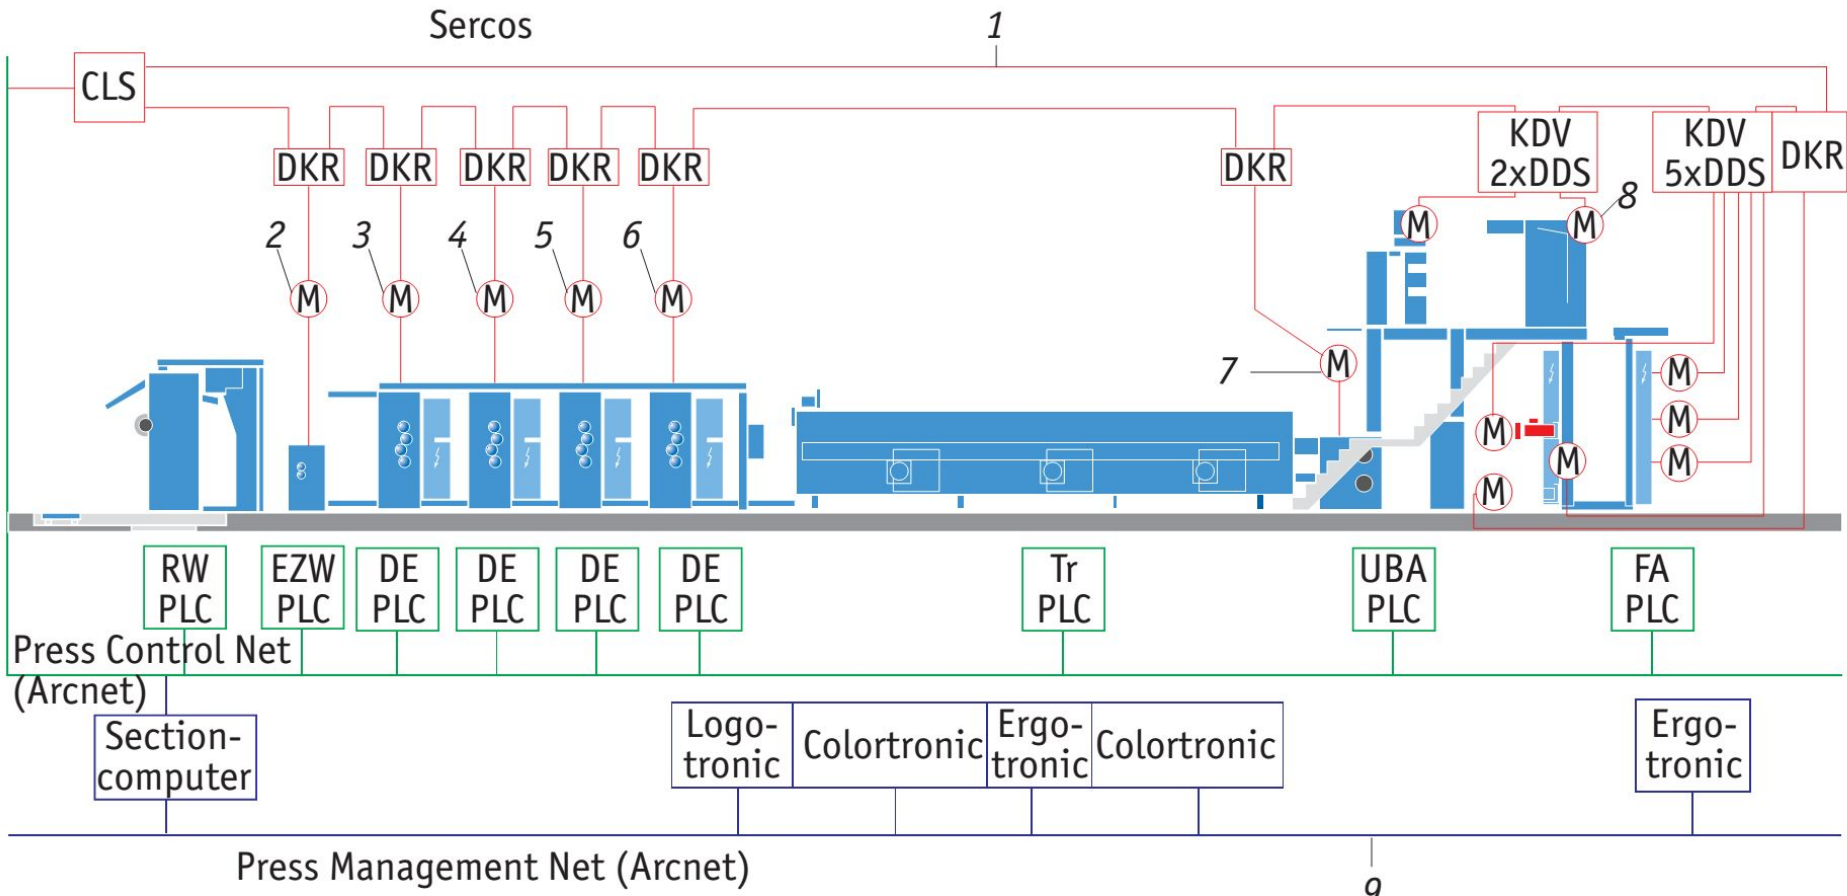 Sercos
1
CLS
DKR
DKR
DKR
DKR
DKR
DKR
KDV
2xDDS
KDV
5xDDS
DKR
2
3
4
5
6
8
M
M
M
M
M
M
M
7
M
M
M
M
M
M
M
RW
PLC
EZW
PLC
DE
PLC
DE
PLC
DE
PLC
DE
PLC
Tr
PLC
UBA
PLC
FA
PLC
Press Control Net
(Arcnet)
Section-
computer
Logo-
tronic
Colortronic
Ergo-
tronic
Colortronic
Ergo-
tronic
Press Management Net (Arcnet)
9